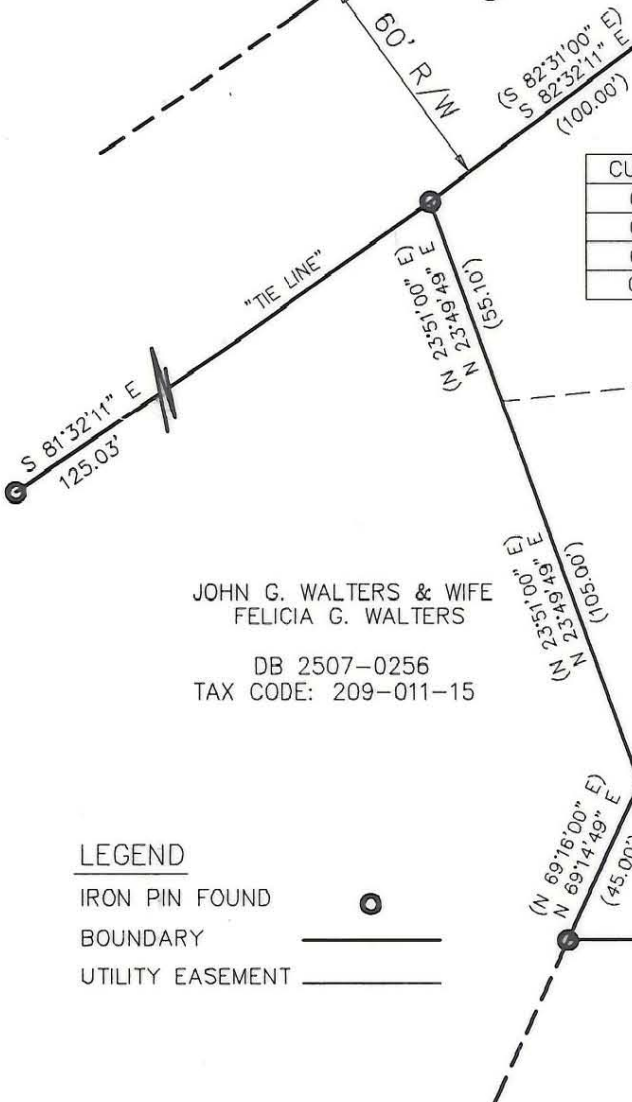 60' R/W
(S 82°31'00" E)
S 82°32'11" E
(100.00')
"TIE LINE"
S 81°32'11" E
125.03'
(N 23°51'00" E)
N 23°49'49" E
(55.10')
(N 23°51'00" E)
N 23°49'49" E
(105.00')
JOHN G. WALTERS & WIFE
FELICIA G. WALTERS
DB 2507-0256
TAX CODE: 209-011-15
(N 69°16'00" E)
N 69°14'49" E
(45.00')
LEGEND
IRON PIN FOUND
BOUNDARY
UTILITY EASEMENT